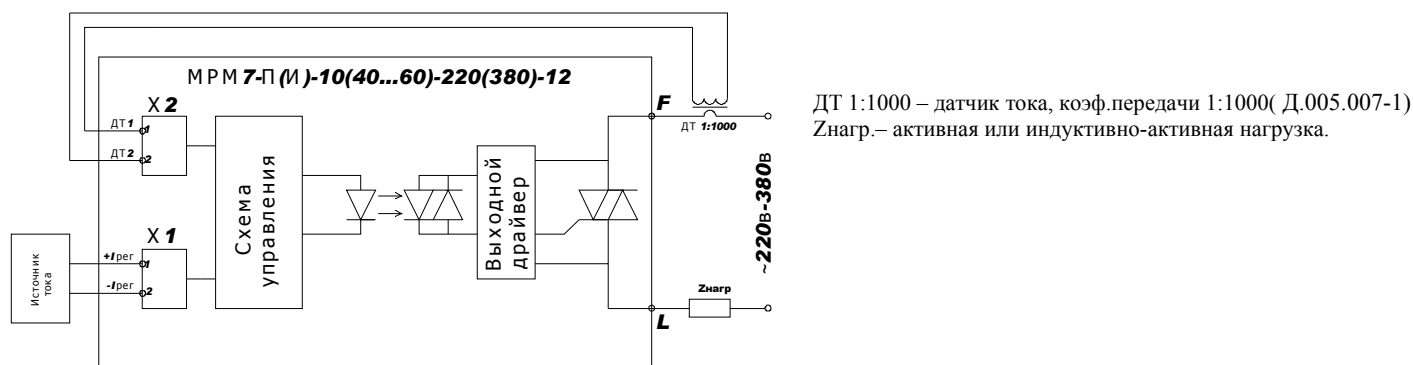 МРМ7-П(И)-10(40...60)-220(380)-12
X2
ДТ1
1
ДТ2
2
Схема
управления
Выходной
драйвер
F
ДТ 1:1000
~220в-380в
X1
Источник
тока
+Iрег
1
-Iрег
2
Zнагр
L
ДТ 1:1000 – датчик тока, коэф.передачи 1:1000( Д.005.007-1)
Zнагр.– активная или индуктивно-активная нагрузка.